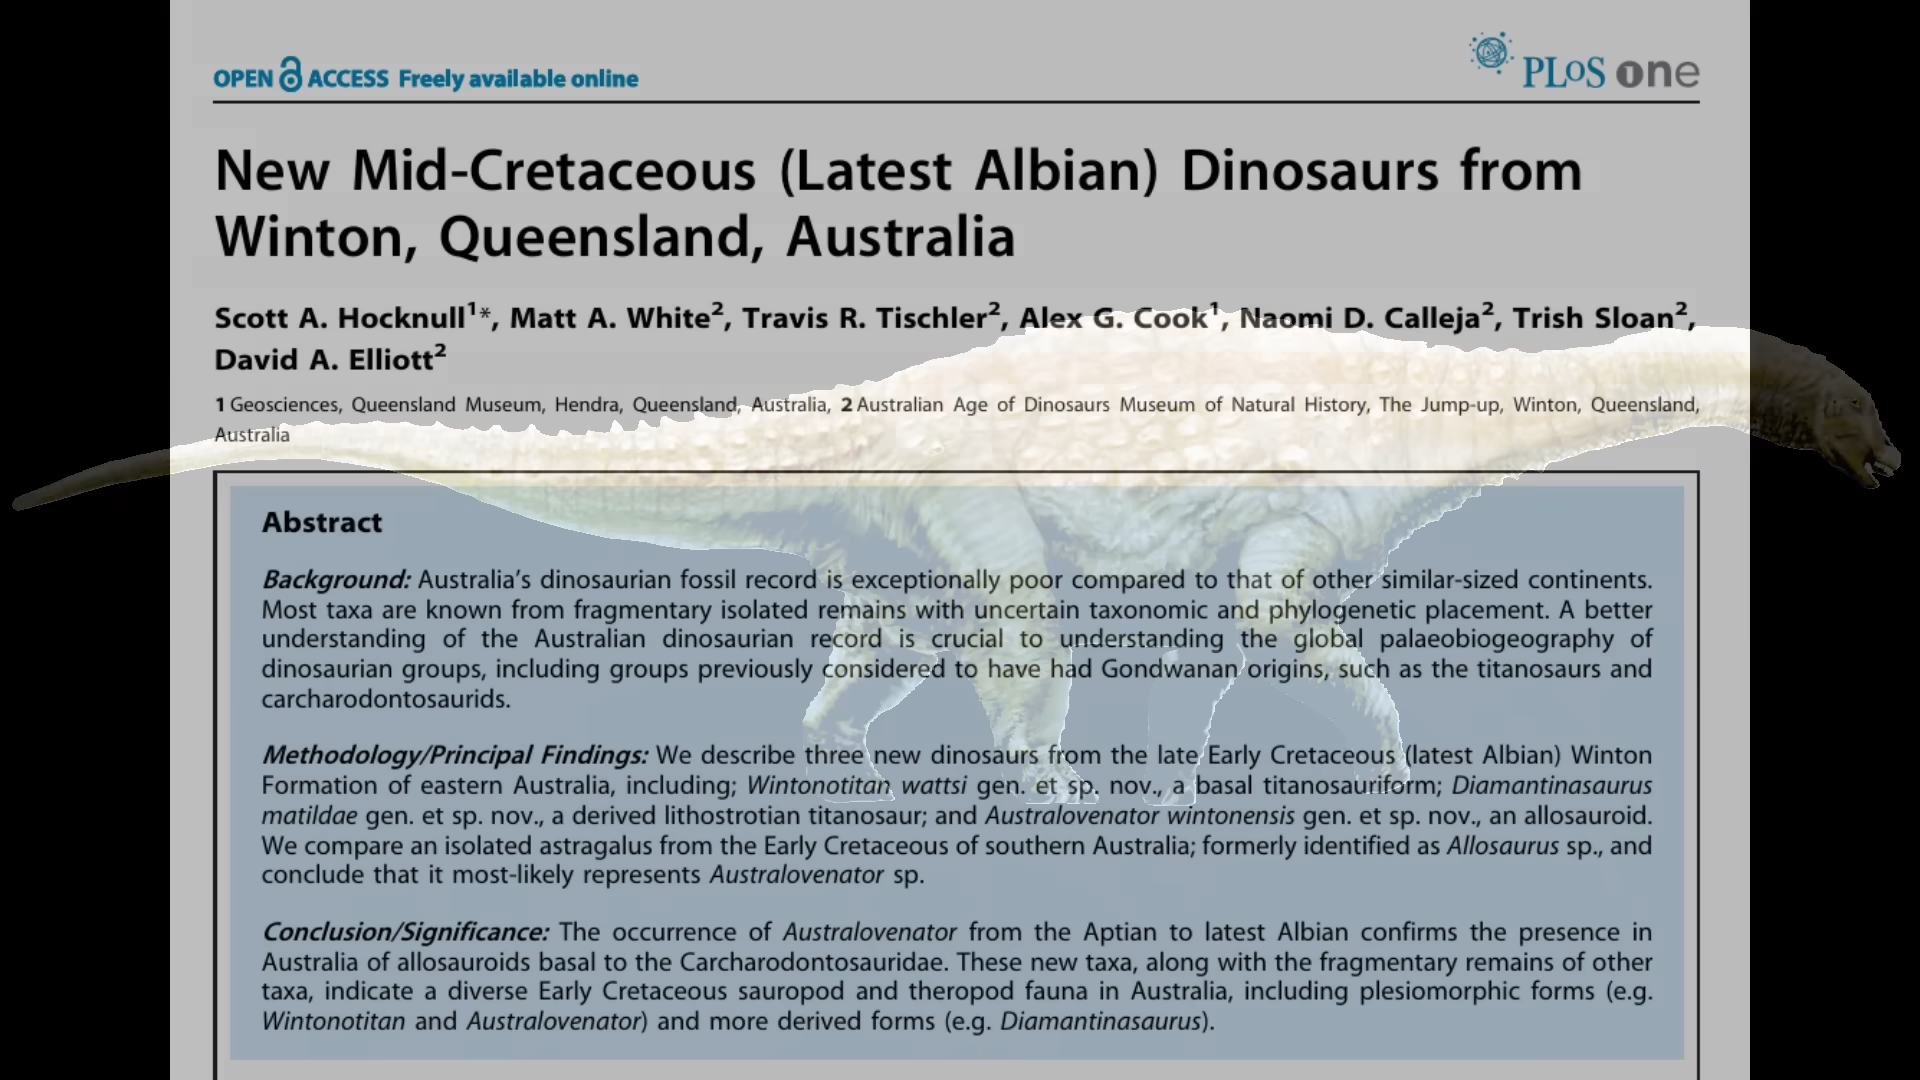 OPEN ACCESS Freely available online
PLoS one
New Mid-Cretaceous (Latest Albian) Dinosaurs from
Winton, Queensland, Australia
Scott A. Hocknull1*, Matt A. White2, Travis R. Tischler2, Alex G. Cook1, Naomi D. Calleja2, Trish Sloan2,
David A. Elliott2
1 Geosciences, Queensland Museum, Hendra, Queensland, Australia, 2 Australian Age of Dinosaurs Museum of Natural History, The Jump-up, Winton, Queensland,
Australia
Abstract
Background: Australia’s dinosaurian fossil record is exceptionally poor compared to that of other similar-sized continents.
Most taxa are known from fragmentary isolated remains with uncertain taxonomic and phylogenetic placement. A better
understanding of the Australian dinosaurian record is crucial to understanding the global palaeobiogeography of
dinosaurian groups, including groups previously considered to have had Gondwanan origins, such as the titanosaurs and
carcharodontosaurids.
Methodology/Principal Findings: We describe three new dinosaurs from the late Early Cretaceous (latest Albian) Winton
Formation of eastern Australia, including; Wintonotitan wattsi gen. et sp. nov., a basal titanosauriform; Diamantinasaurus
matildae gen. et sp. nov., a derived lithostrotian titanosaur; and Australovenator wintonensis gen. et sp. nov., an allosauroid.
We compare an isolated astragalus from the Early Cretaceous of southern Australia; formerly identified as Allosaurus sp., and
conclude that it most-likely represents Australovenator sp.
Conclusion/Significance: The occurrence of Australovenator from the Aptian to latest Albian confirms the presence in
Australia of allosauroids basal to the Carcharodontosauridae. These new taxa, along with the fragmentary remains of other
taxa, indicate a diverse Early Cretaceous sauropod and theropod fauna in Australia, including plesiomorphic forms (e.g.
Wintonotitan and Australovenator) and more derived forms (e.g. Diamantinasaurus).